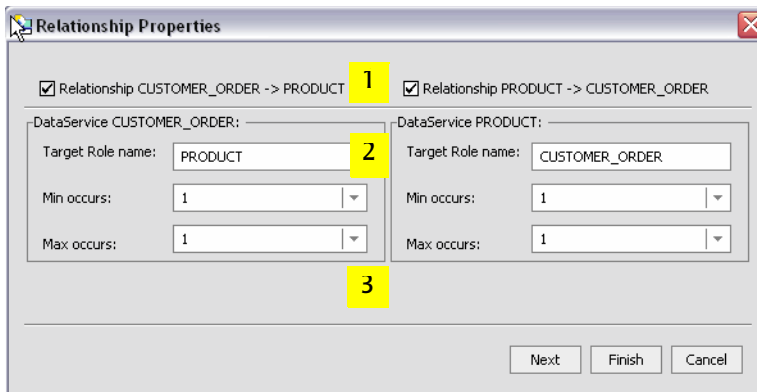 Relationship Properties
Relationship CUSTOMER_ORDER -> PRODUCT
1
Relationship PRODUCT -> CUSTOMER_ORDER
DataService CUSTOMER_ORDER:
DataService PRODUCT:
Target Role name: PRODUCT
2
Target Role name: CUSTOMER_ORDER
Min occurs: 1
Min occurs: 1
Max occurs: 1
Max occurs: 1
3
Next Finish Cancel